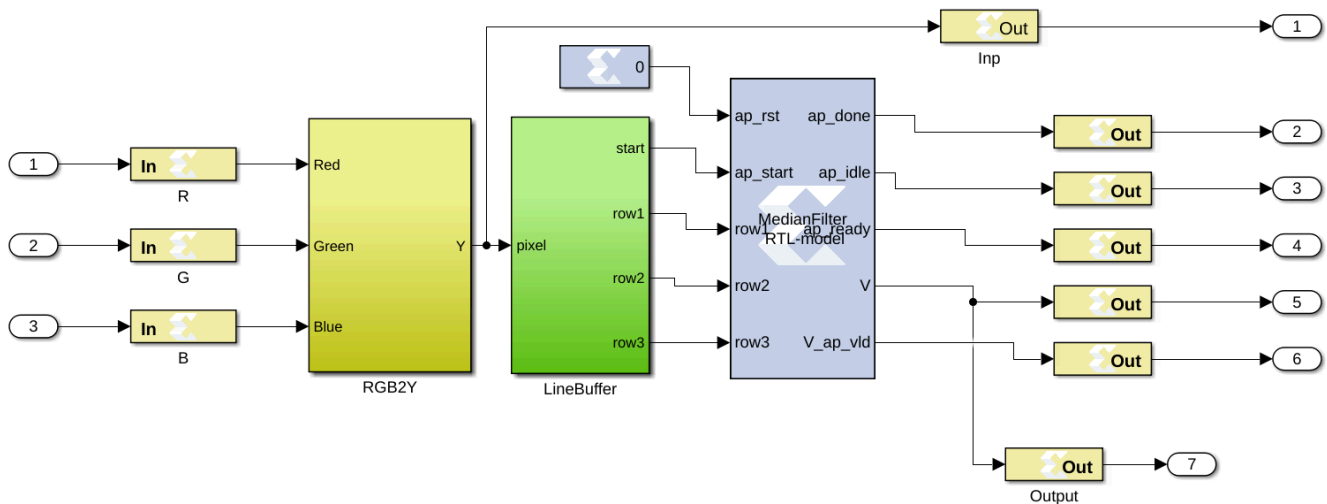 Out
1
Inp
0
ap_rst
ap_done
Out
2
1
In
R
Red
start
ap_start
ap_idle
Out
3
row1
MedianFilter
row1
ap_ready
RTL-model
2
In
G
Green
Y
pixel
Out
4
row2
row2
V
Out
5
3
In
B
Blue
row3
row3
V_ap_vld
Out
6
RGB2Y
LineBuffer
Out
7
Output